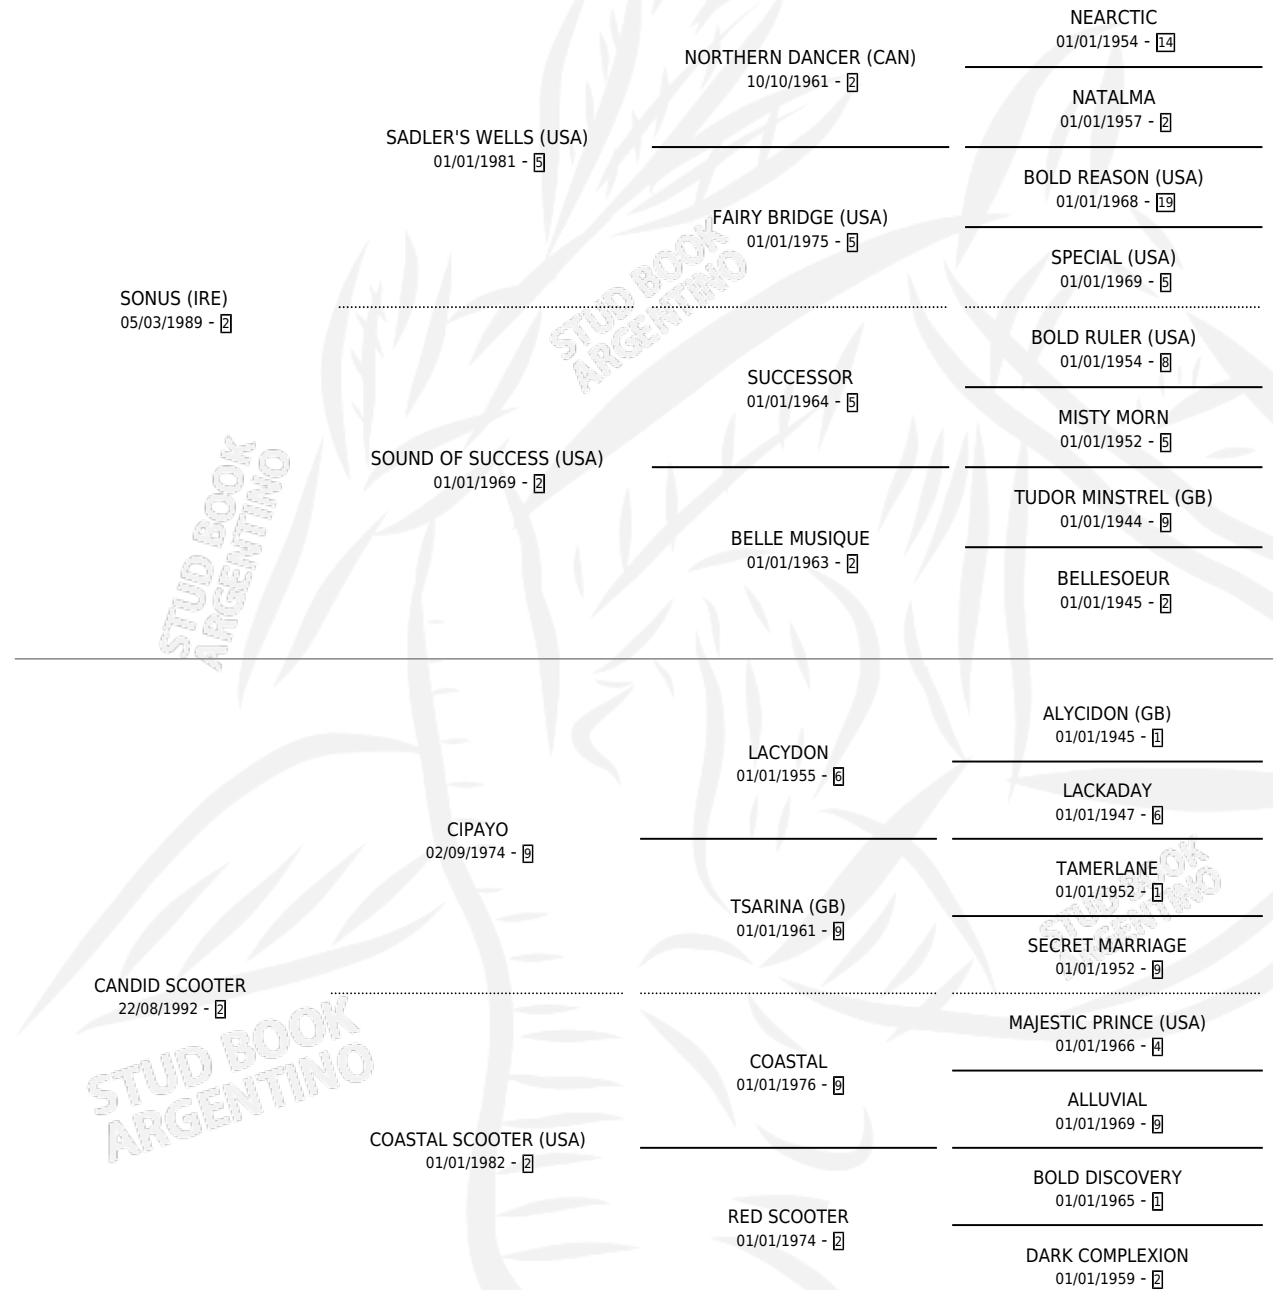 NEARCTIC
01/01/1954 - 14
NORTHERN DANCER (CAN)
10/10/1961 - 2
NATALMA
01/01/1957 - 2
SADLER'S WELLS (USA)
01/01/1981 - 5
BOLD REASON (USA)
01/01/1968 - 19
FAIRY BRIDGE (USA)
01/01/1975 - 5
SPECIAL (USA)
01/01/1969 - 5
SONUS (IRE)
05/03/1989 - 2
STUD BOOK
ARGENTINO
BOLD RULER (USA)
01/01/1954 - 8
SUCCESSOR
01/01/1964 - 5
MISTY MORN
01/01/1952 - 5
SOUND OF SUCCESS (USA)
01/01/1969 - 2
TUDOR MINSTREL (GB)
01/01/1944 - 9
BELLE MUSIQUE
01/01/1963 - 2
BELLESOEUR
01/01/1945 - 2
STUD BOOK
ARGENTINO
ALYCIDON (GB)
01/01/1945 - 1
LACYDON
01/01/1955 - 6
LACKADAY
01/01/1947 - 6
CIPAYO
02/09/1974 - 9
TAMERLANE
01/01/1952 - 1
TSARINA (GB)
01/01/1961 - 9
SECRET MARRIAGE
01/01/1952 - 9
STUD BOOK
ARGENTINO
CANDID SCOOTER
22/08/1992 - 2
MAJESTIC PRINCE (USA)
01/01/1966 - 4
COASTAL
01/01/1976 - 9
ALLUVIAL
01/01/1969 - 9
COASTAL SCOOTER (USA)
01/01/1982 - 2
BOLD DISCOVERY
01/01/1965 - 1
RED SCOOTER
01/01/1974 - 2
DARK COMPLEXION
01/01/1959 - 2
STUD BOOK
ARGENTINO